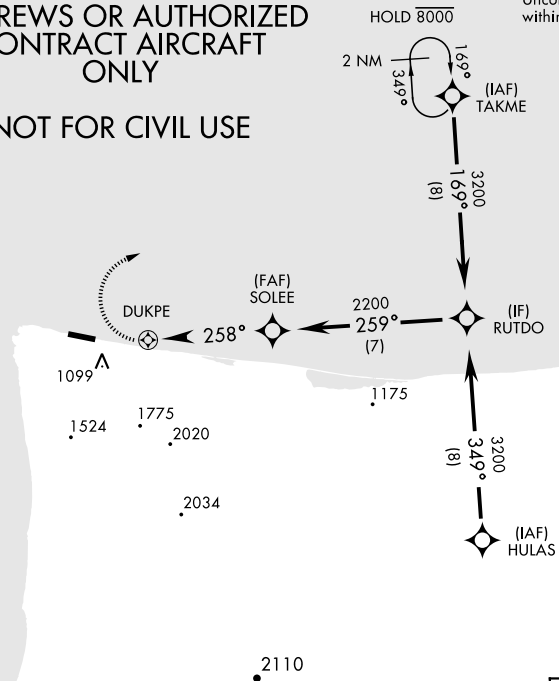 REWS OR AUTHORIZED
ONTRACT AIRCRAFT
ONLY
NOT FOR CIVIL USE
HOLD 8000
within
2 NM
349°
169°
(IAF)
TAKME
3200
169°
(8)
(FAF)
SOLEE
DUKPE
258°
2200
259°
(7)
(IF)
RUTDO
1099
1175
1524
1775
2020
2034
3200
349°
(8)
(IAF)
HULAS
2110